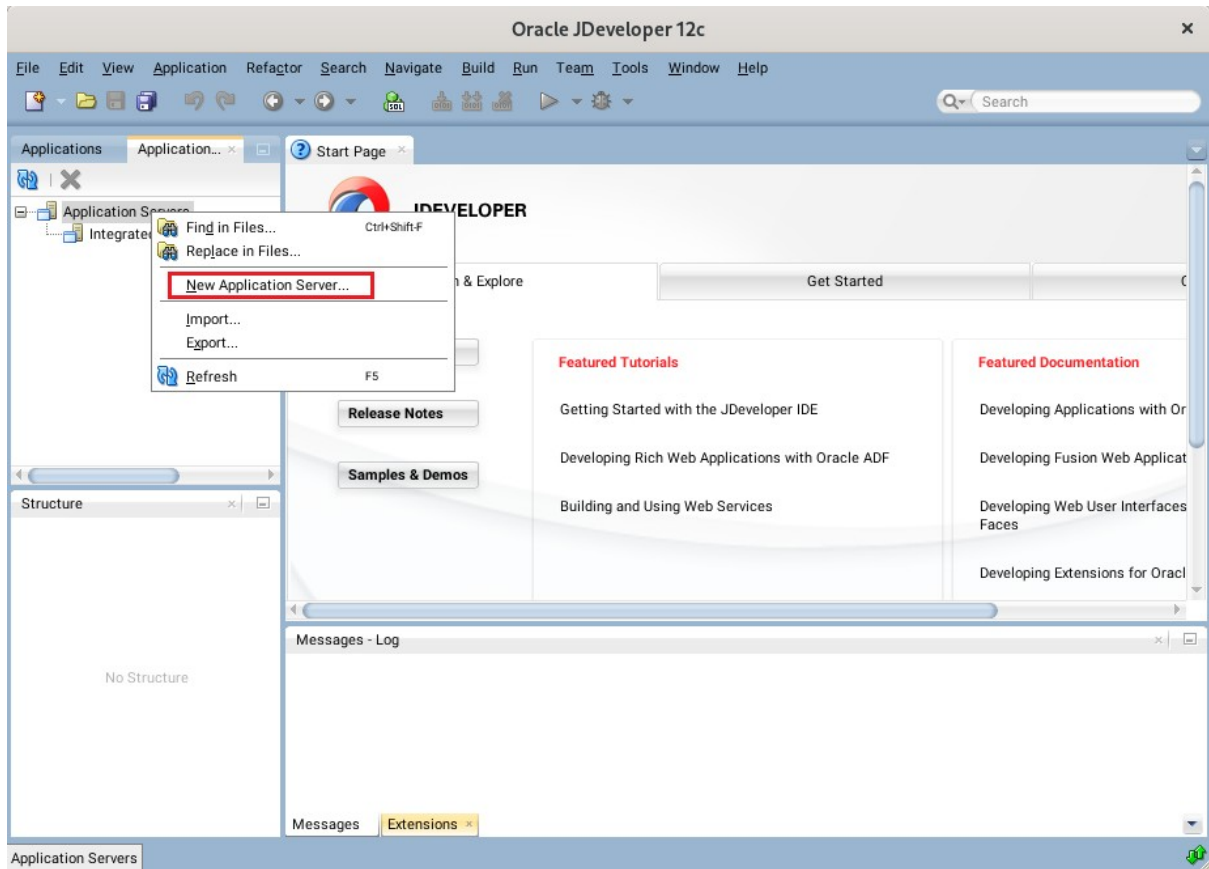 Oracle JDeveloper 12c
File Edit View Application Refactor Search Navigate Build Run Team Tools Window Help
Search
Applications Application...
Start Page
JDEVELOPER
Application Servers
Integrated
Find in Files... Ctrl+Shift-F
Replace in Files...
New Application Server...
Import...
Export...
Refresh F5
& Explore
Get Started
Release Notes
Samples & Demos
Featured Tutorials
Getting Started with the JDeveloper IDE
Developing Rich Web Applications with Oracle ADF
Building and Using Web Services
Featured Documentation
Developing Applications with Or
Developing Fusion Web Applicat
Developing Web User Interfaces
Faces
Developing Extensions for Oracl
Structure
No Structure
Messages - Log
Messages Extensions
Application Servers